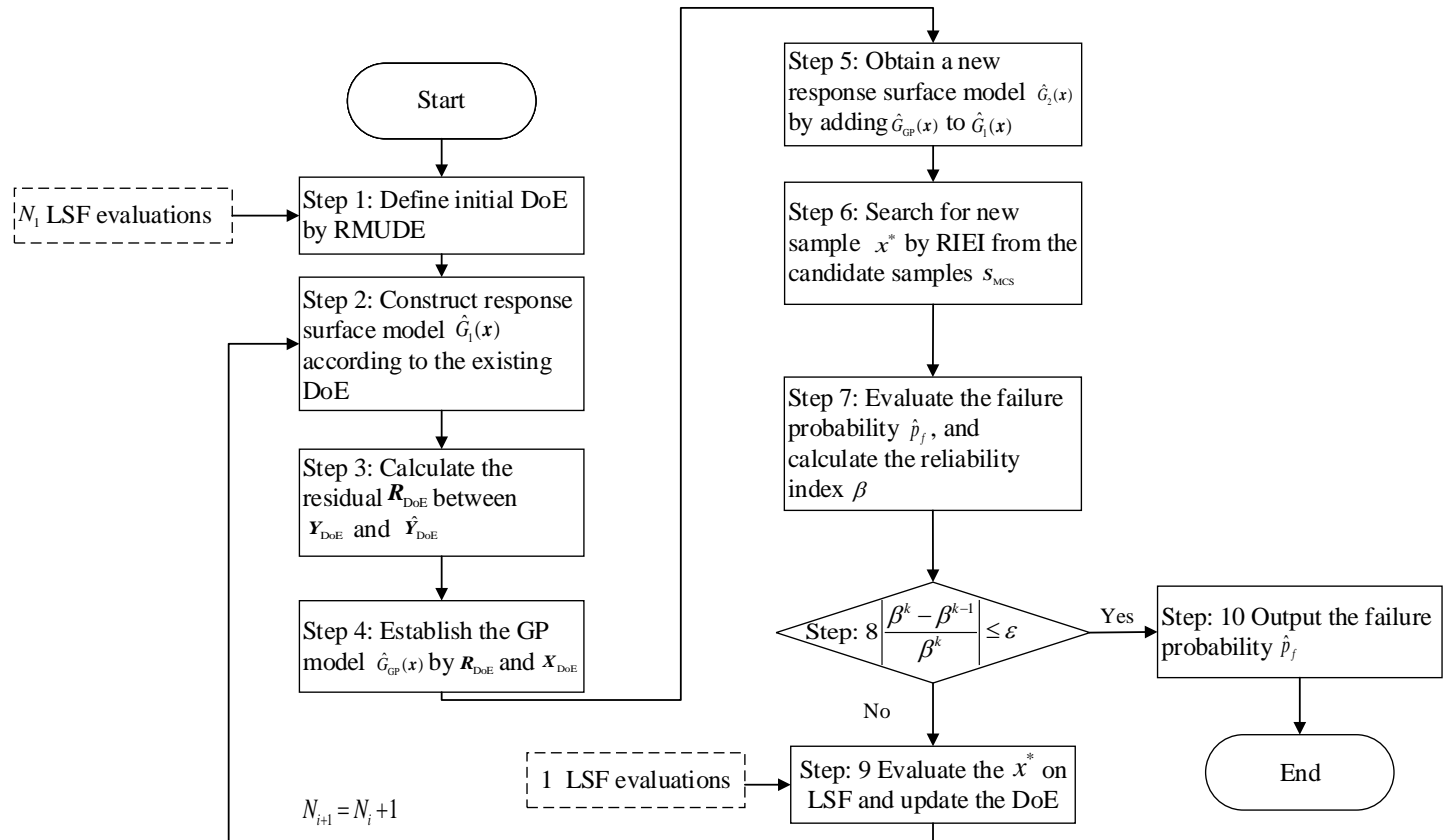 Start
N₁ LSF evaluations
Step 1: Define initial DoE
by RMUDE
Step 2: Construct response
surface model Ĝ₁(x)
according to the existing
DoE
Step 3: Calculate the
residual R_DoE between
Y_DoE and Ŷ_DoE
Step 4: Establish the GP
model Ĝ_GP(x) by R_DoE and X_DoE
Step 5: Obtain a new
response surface model Ĝ₂(x)
by adding Ĝ_GP(x) to Ĝ₁(x)
Step 6: Search for new
sample x* by RIEI from the
candidate samples s_MCS
Step 7: Evaluate the failure
probability p̂_f, and
calculate the reliability
index β
Step: 8 |(β^k − β^(k−1)) / β^k| ≤ ε
Yes
Step: 10 Output the failure
probability p̂_f
End
No
1 LSF evaluations
Step: 9 Evaluate the x* on
LSF and update the DoE
N_{i+1} = N_i + 1